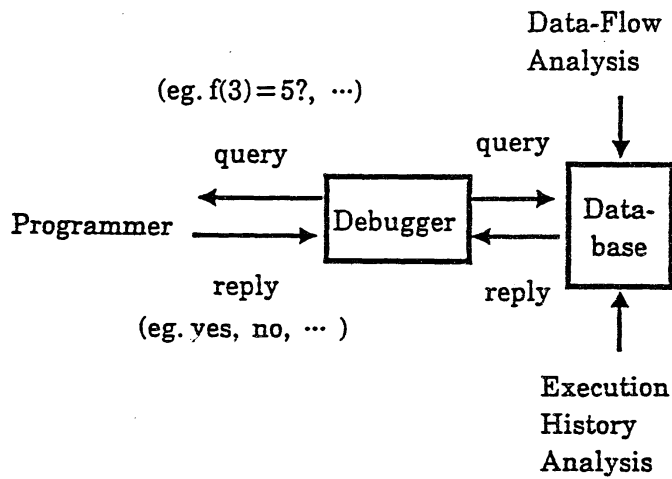 Data-Flow
Analysis
(eg. f(3)=5?, ⋯)
query
query
Programmer
Debugger
Data-
base
reply
reply
(eg. yes, no, ⋯ )
Execution
History
Analysis